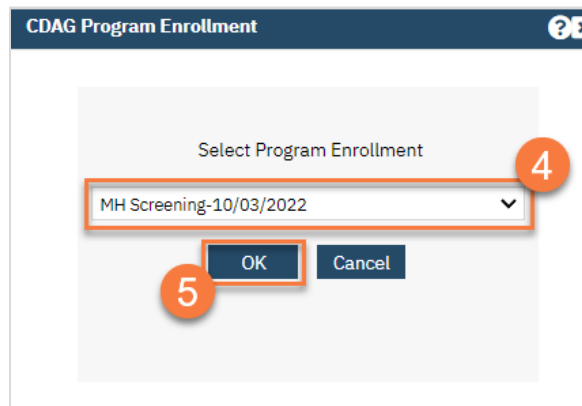 CDAG Program Enrollment ?
Select Program Enrollment
4
MH Screening-10/03/2022
OK Cancel
5